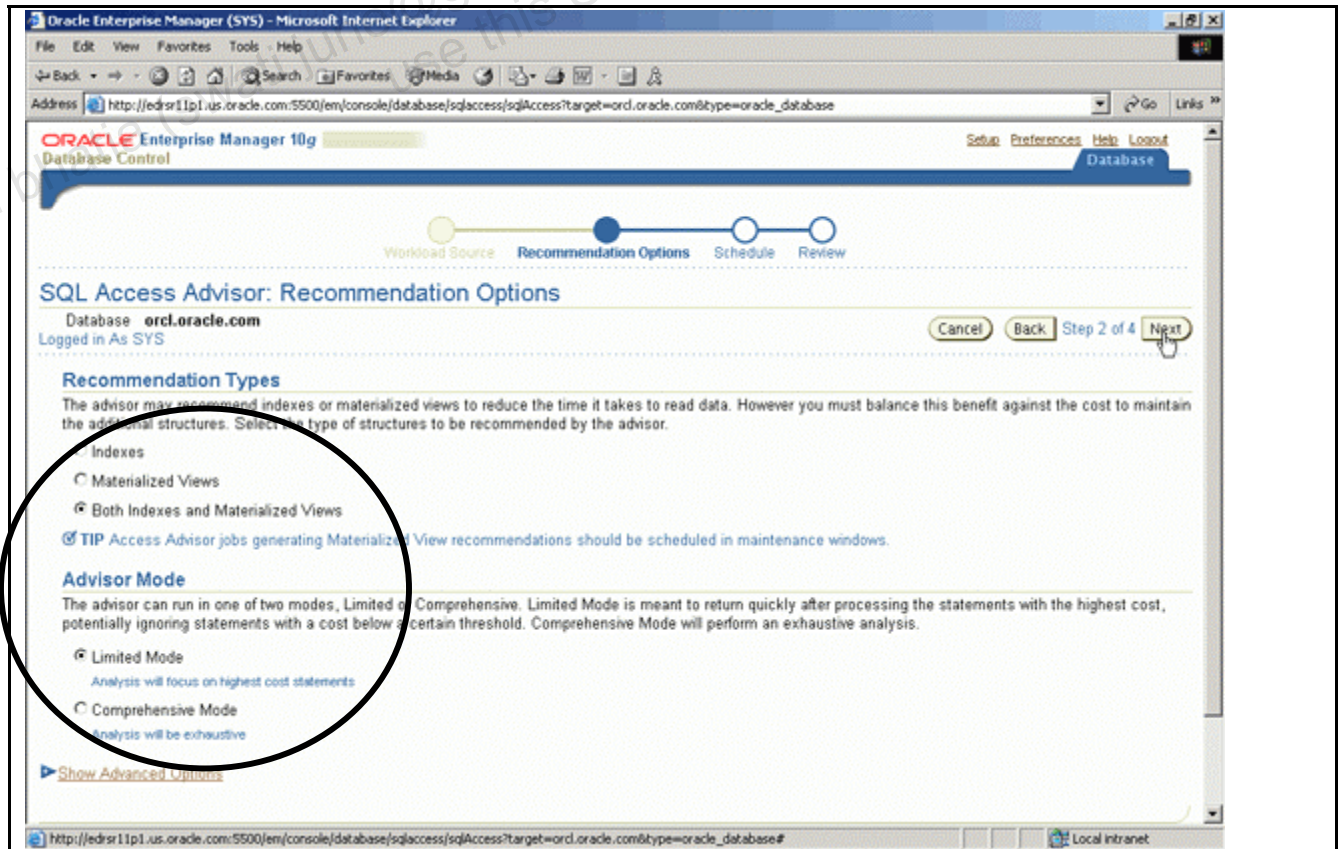 Oracle Enterprise Manager (SYS) - Microsoft Internet Explorer
File Edit View Favorites Tools Help
Back Search Favorites Media
Address http://edrsr11p1.us.oracle.com:5500/em/console/database/sqlaccess/sqlAccess?target=orcl.oracle.com&type=oracle_database Go Links »
ORACLE Enterprise Manager 10g
Database Control
Setup Preferences Help Logout
Database
Workload Source Recommendation Options Schedule Review
SQL Access Advisor: Recommendation Options
Database orcl.oracle.com
Logged in As SYS
Cancel Back Step 2 of 4 Next
Recommendation Types
The advisor may recommend indexes or materialized views to reduce the time it takes to read data. However you must balance this benefit against the cost to maintain
the additional structures. Select the type of structures to be recommended by the advisor.
Indexes
Materialized Views
Both Indexes and Materialized Views
TIP Access Advisor jobs generating Materialized View recommendations should be scheduled in maintenance windows.
Advisor Mode
The advisor can run in one of two modes, Limited or Comprehensive. Limited Mode is meant to return quickly after processing the statements with the highest cost,
potentially ignoring statements with a cost below a certain threshold. Comprehensive Mode will perform an exhaustive analysis.
Limited Mode
Analysis will focus on highest cost statements
Comprehensive Mode
Analysis will be exhaustive
Show Advanced Options
http://edrsr11p1.us.oracle.com:5500/em/console/database/sqlaccess/sqlAccess?target=orcl.oracle.com&type=oracle_database# Local intranet